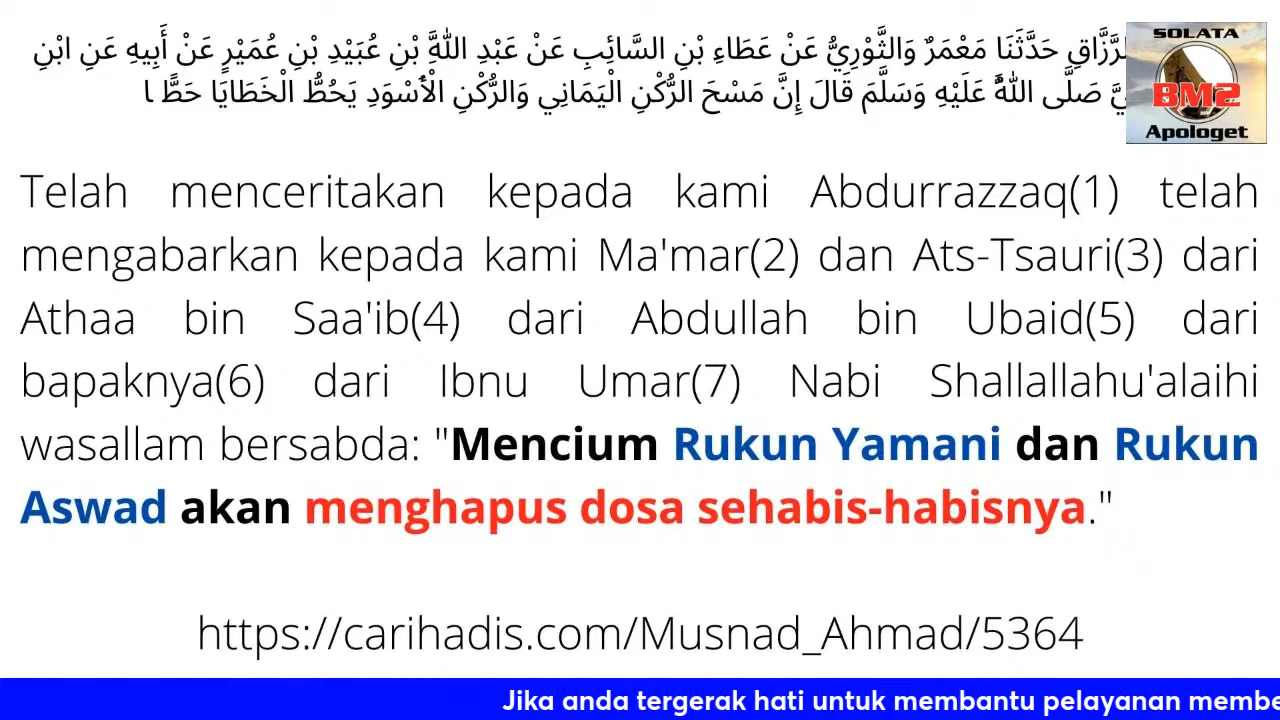 الرَّزَّاقِ حَدَّثَنَا مَعْمَرٌ وَالثَّوْرِيُّ عَنْ عَطَاءِ بْنِ السَّائِبِ عَنْ عَبْدِ اللَّهِ بْنِ عُبَيْدِ بْنِ عُمَيْرٍ عَنْ أَبِيهِ عَنِ ابْنِ
صَلَّى اللَّهُ عَلَيْهِ وَسَلَّمَ قَالَ إِنَّ مَسْحَ الرُّكْنِ الْيَمَانِي وَالرُّكْنِ الْأَسْوَدِ يَحُطُّ الْخَطَايَا حَطًّا
SOLATA
BM2
Apologet
Telah menceritakan kepada kami Abdurrazzaq(1) telah
mengabarkan kepada kami Ma'mar(2) dan Ats-Tsauri(3) dari
Athaa bin Saa'ib(4) dari Abdullah bin Ubaid(5) dari
bapaknya(6) dari Ibnu Umar(7) Nabi Shallallahu'alaihi
wasallam bersabda: "Mencium Rukun Yamani dan Rukun
Aswad akan menghapus dosa sehabis-habisnya."
https://carihadis.com/Musnad_Ahmad/5364
Jika anda tergerak hati untuk membantu pelayanan membe